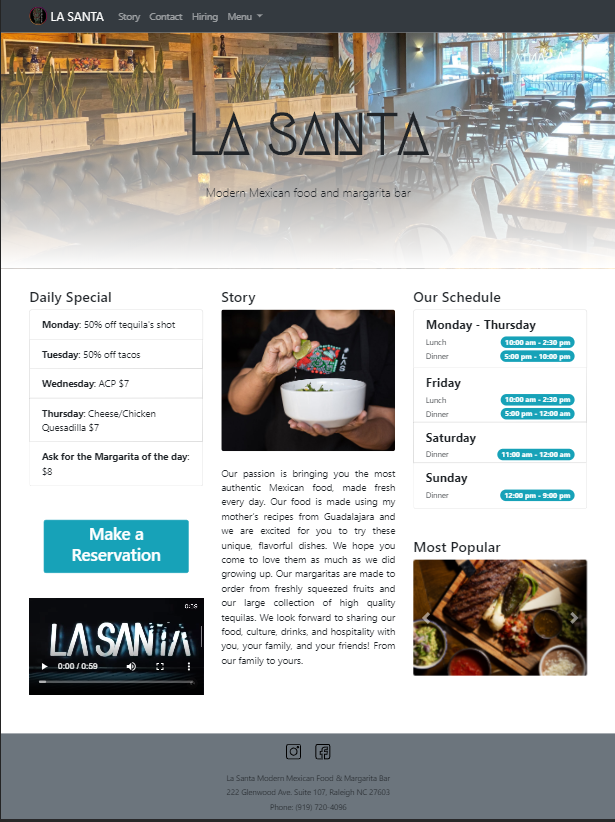 LA SANTA Story Contact Hiring Menu
LA SANTA
Modern Mexican food and margarita bar
Daily Special
Monday: 50% off tequila's shot
Tuesday: 50% off tacos
Wednesday: ACP $7
Thursday: Cheese/Chicken
Quesadilla $7
Ask for the Margarita of the day:
$8
Make a
Reservation
0:59
LA SANTA
0:00 / 0:59
Story
Our passion is bringing you the most
authentic Mexican food, made fresh
every day. Our food is made using my
mother's recipes from Guadalajara and
we are excited for you to try these
unique, flavorful dishes. We hope you
come to love them as much as we did
growing up. Our margaritas are made to
order from freshly squeezed fruits and
our large collection of high quality
tequilas. We look forward to sharing our
food, culture, drinks, and hospitality with
you, your family, and your friends! From
our family to yours.
Our Schedule
Monday - Thursday
Lunch 10:00 am - 2:30 pm
Dinner 5:00 pm - 10:00 pm
Friday
Lunch 10:00 am - 2:30 pm
Dinner 5:00 pm - 12:00 am
Saturday
Dinner 11:00 am - 12:00 am
Sunday
Dinner 12:00 pm - 9:00 pm
Most Popular
La Santa Modern Mexican Food & Margarita Bar
222 Glenwood Ave. Suite 107, Raleigh NC 27603
Phone: (919) 720-4096